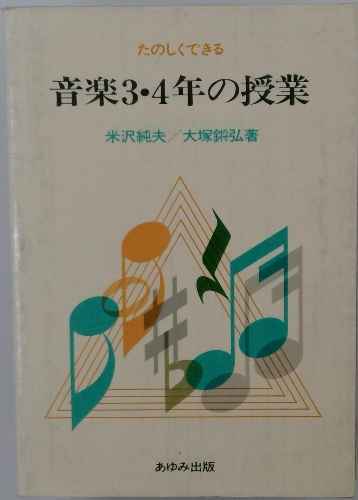 たのしくできる
音楽3・4年の授業
米沢純夫／大塚鏘弘著
あゆみ出版